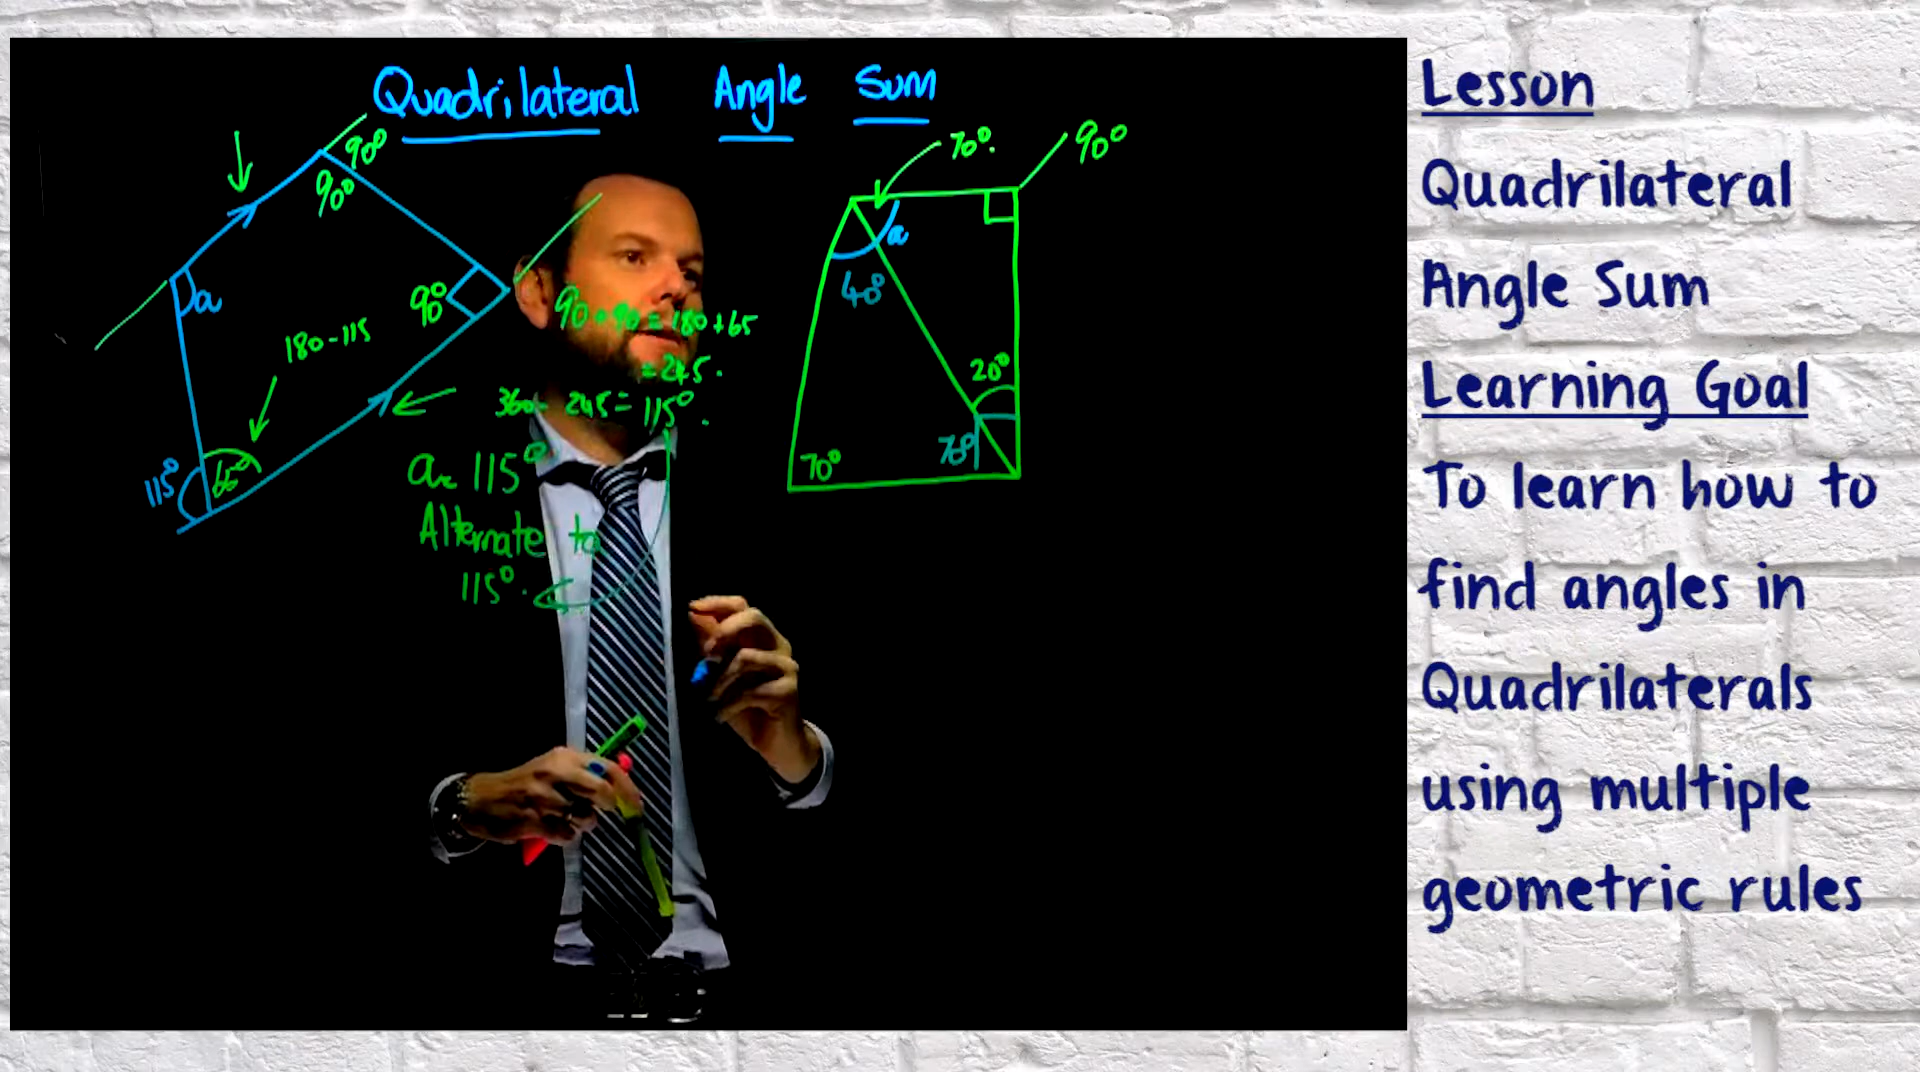 Quadrilateral Angle Sum
90°
90°
a
90°
180-115
115°
65°
90+90=180+65
=245.
360-245=115°.
a=115°
Alternate to
115°.
70°.
90°
a
40°
20°
70°
70°
Lesson
Quadrilateral
Angle Sum
Learning Goal
To learn how to
find angles in
Quadrilaterals
using multiple
geometric rules